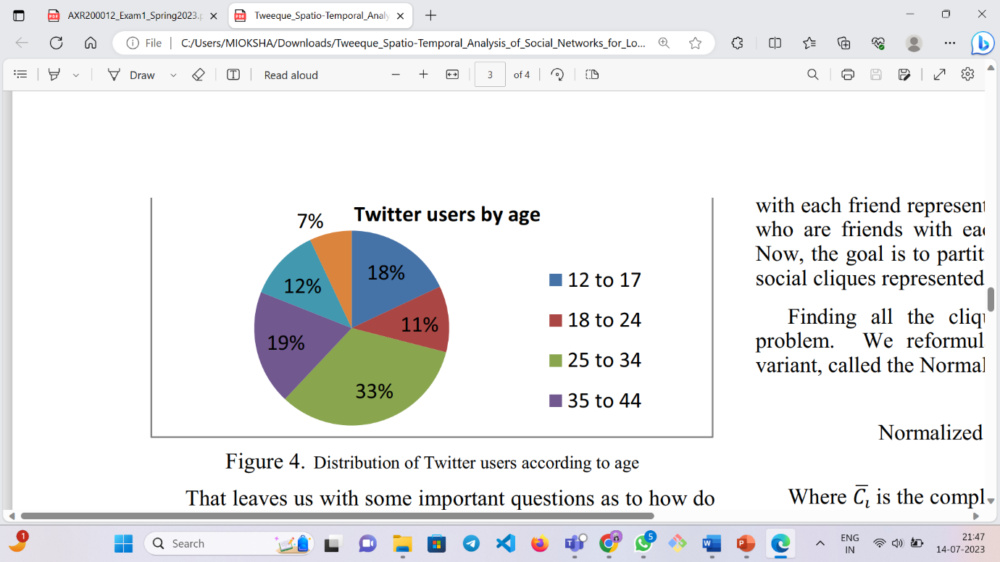 AXR200012_Exam1_Spring2023.p
Tweeque_Spatio-Temporal_Analy
File
C:/Users/MIOKSHA/Downloads/Tweeque_Spatio-Temporal_Analysis_of_Social_Networks_for_Lo...
Draw
Read aloud
3
of 4
Twitter users by age
7%
18%
12%
11%
19%
33%
12 to 17
18 to 24
25 to 34
35 to 44
Figure 4. Distribution of Twitter users according to age
That leaves us with some important questions as to how do
with each friend represent
who are friends with eac
Now, the goal is to partit
social cliques represented
Finding all the cliqu
problem. We reformul
variant, called the Normal
Normalized
Where C̅ᵢ is the compl
1
Search
5
ENG
IN
21:47
14-07-2023